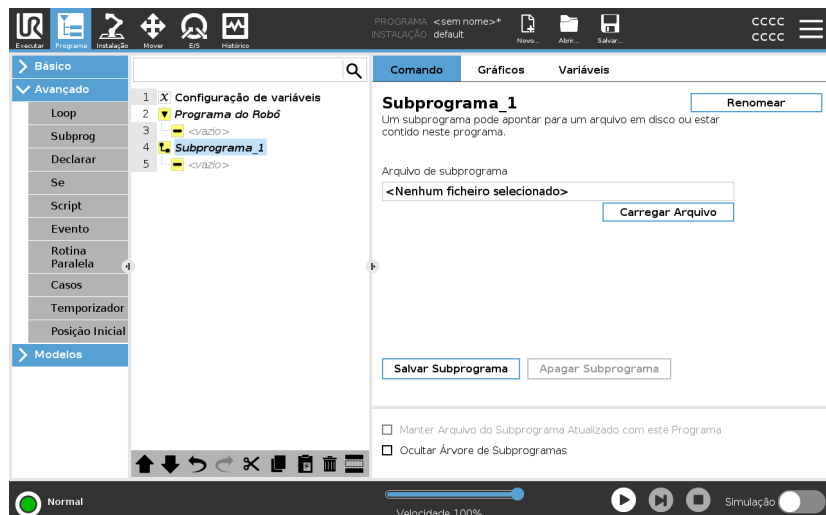 PROGRAMA <sem nome>*
INSTALAÇÃO default
cccc
cccc
Executar Programa Instalação Mover E/S Histórico Novo... Abrir... Salvar...
Básico
Avançado
Loop
Subprog
Declarar
Se
Script
Evento
Rotina
Paralela
Casos
Temporizador
Posição Inicial
Modelos
1 X Configuração de variáveis
2 Programa do Robô
3 <vazio>
4 Subprograma_1
5 <vazio>
Comando Gráficos Variáveis
Subprograma_1
Renomear
Um subprograma pode apontar para um arquivo em disco ou estar
contido neste programa.
Arquivo de subprograma
<Nenhum ficheiro selecionado>
Carregar Arquivo
Salvar Subprograma Apagar Subprograma
Manter Arquivo do Subprograma Atualizado com este Programa
Ocultar Árvore de Subprogramas
Normal
Velocidade 100%
Simulação